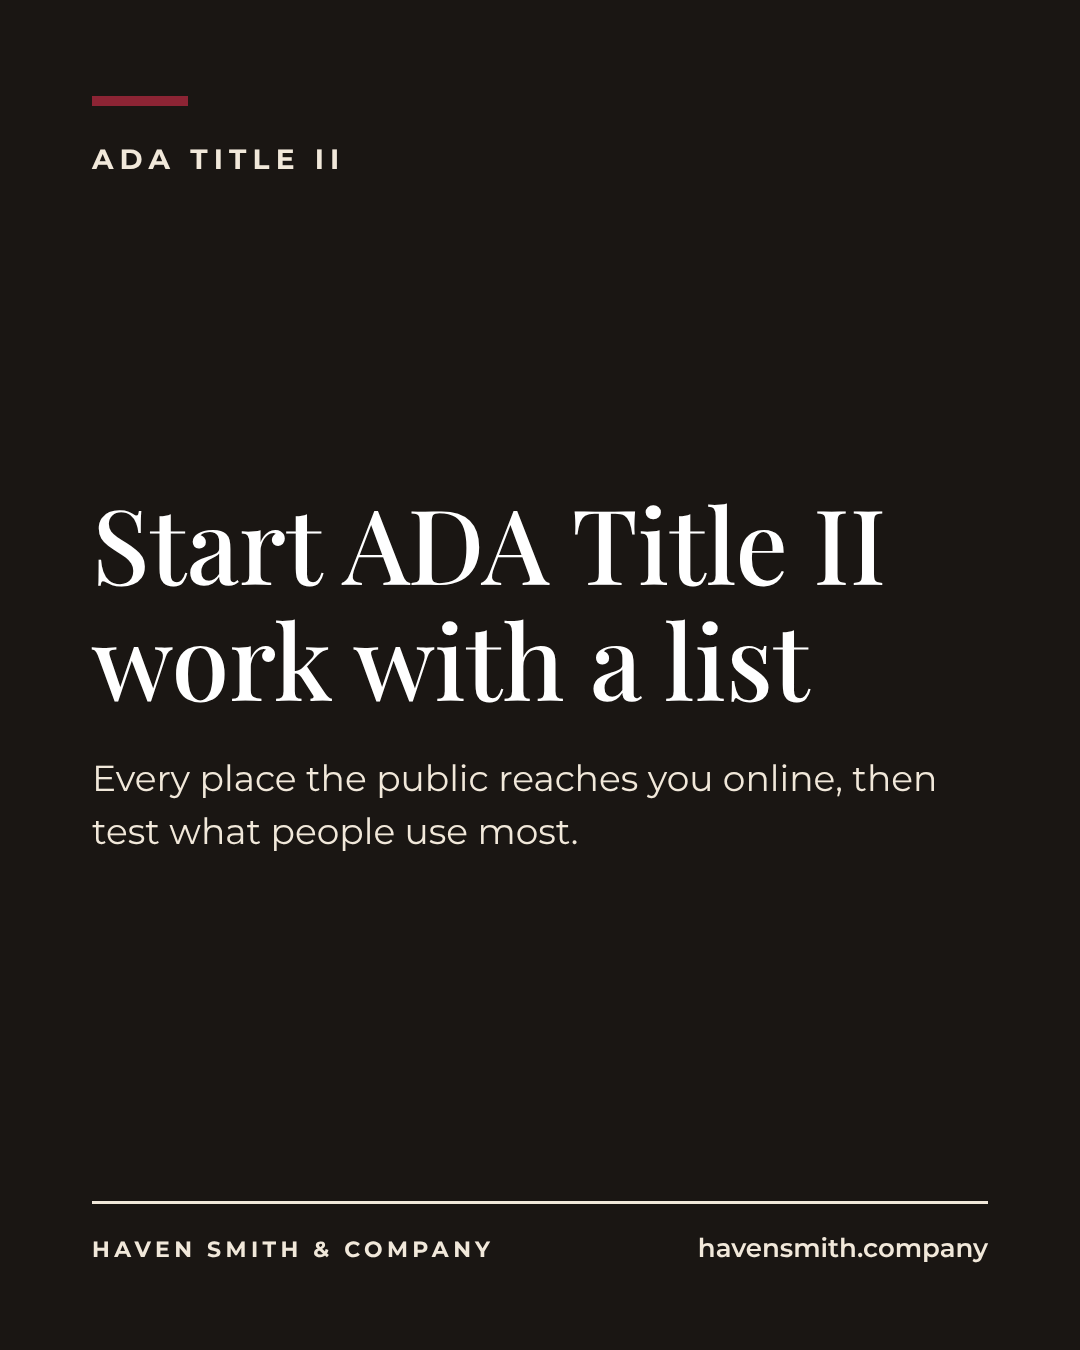 ADA TITLE II
Start ADA Title II
work with a list
Every place the public reaches you online, then
test what people use most.
HAVEN SMITH & COMPANY
havensmith.company